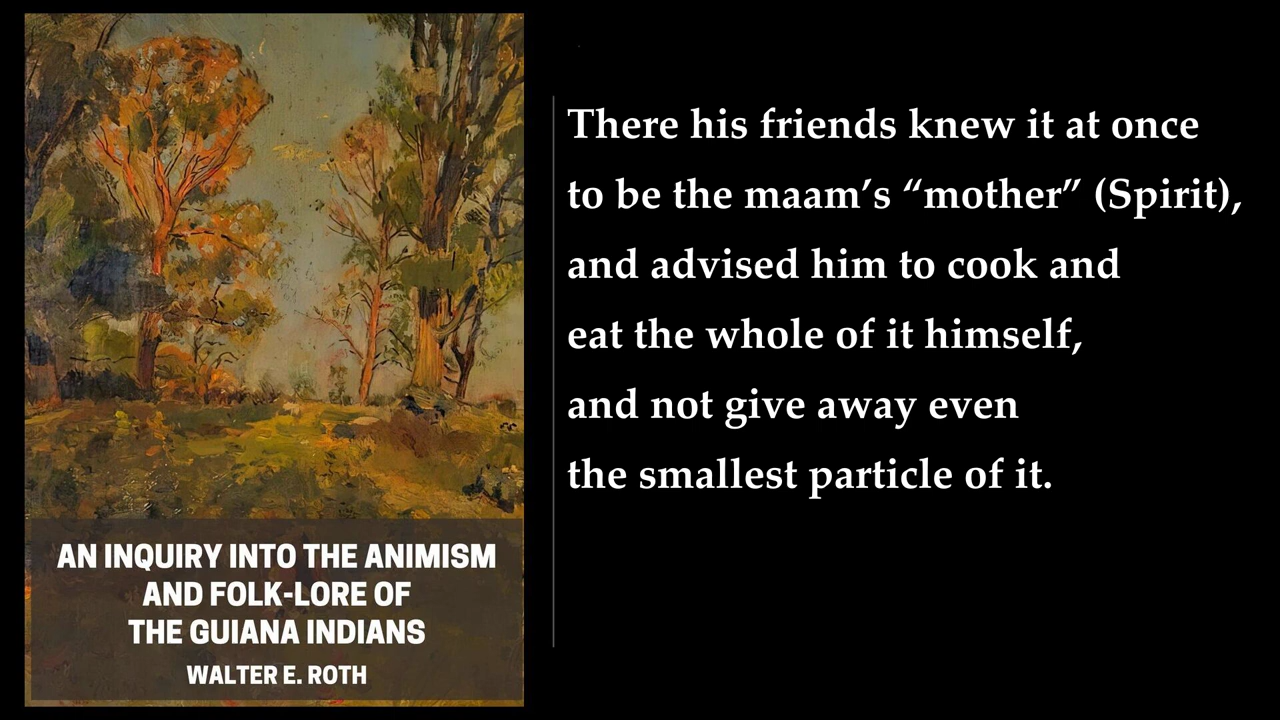 There his friends knew it at once
to be the maam’s “mother” (Spirit),
and advised him to cook and
eat the whole of it himself,
and not give away even
the smallest particle of it.
AN INQUIRY INTO THE ANIMISM
AND FOLK-LORE OF
THE GUIANA INDIANS
WALTER E. ROTH